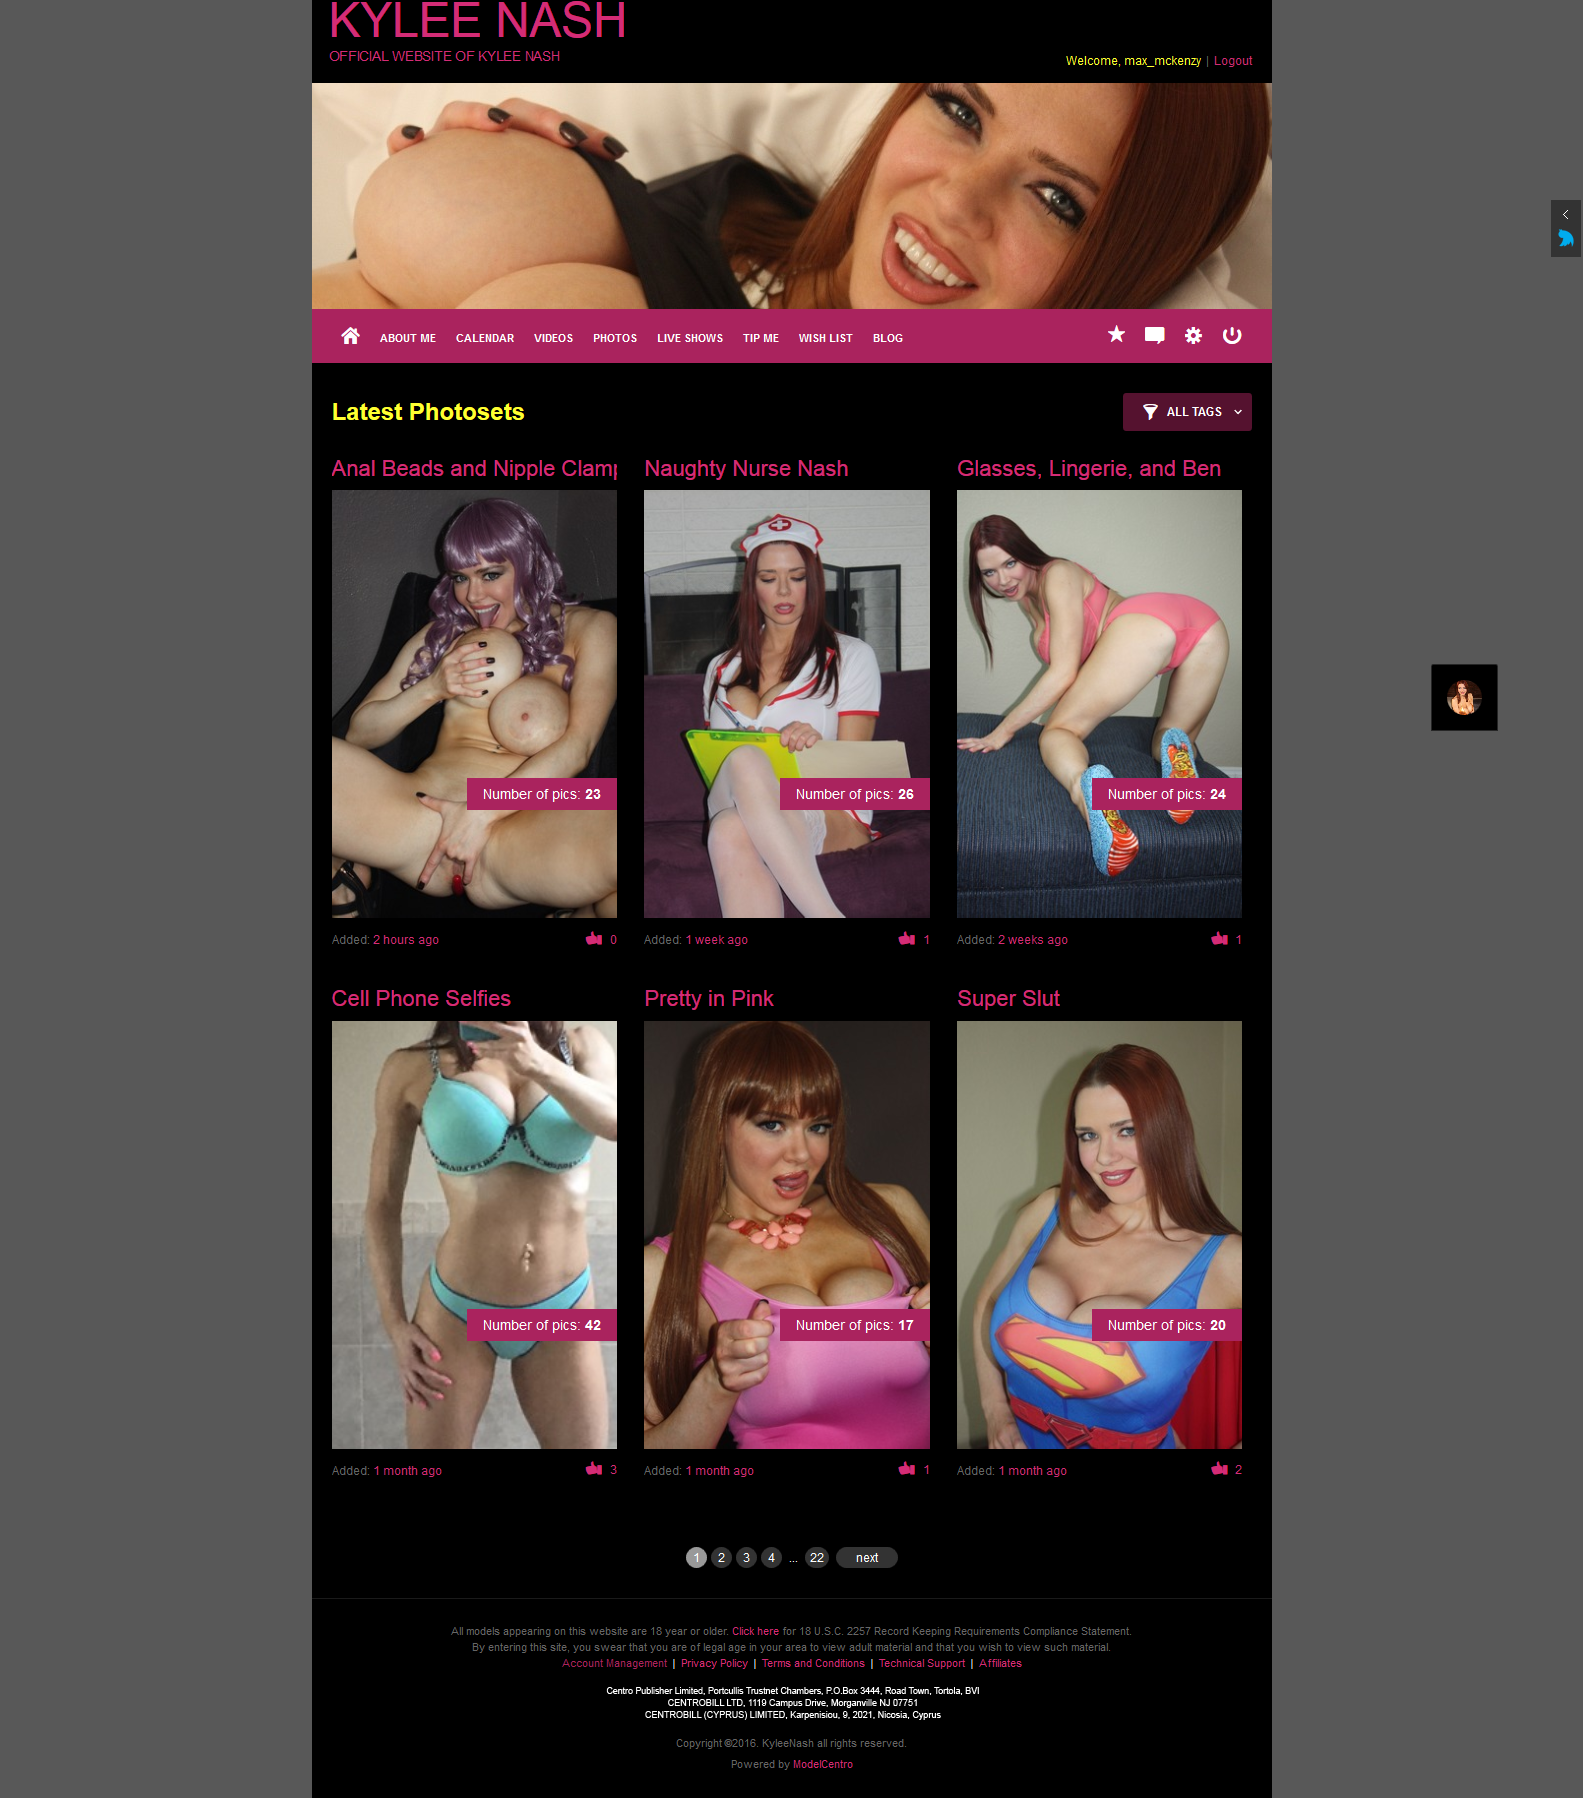 KYLEE NASH
OFFICIAL WEBSITE OF KYLEE NASH
Welcome, max_mckenzy | Logout
ABOUT ME CALENDAR VIDEOS PHOTOS LIVE SHOWS TIP ME WISH LIST BLOG
Latest Photosets
ALL TAGS
Anal Beads and Nipple Clamp
Naughty Nurse Nash
Glasses, Lingerie, and Ben
Number of pics: 23
Number of pics: 26
Number of pics: 24
Added: 2 hours ago 0
Added: 1 week ago 1
Added: 2 weeks ago 1
Cell Phone Selfies
Pretty in Pink
Super Slut
Number of pics: 42
Number of pics: 17
Number of pics: 20
Added: 1 month ago 3
Added: 1 month ago 1
Added: 1 month ago 2
1 2 3 4 ... 22 next
All models appearing on this website are 18 year or older. Click here for 18 U.S.C. 2257 Record Keeping Requirements Compliance Statement.
By entering this site, you swear that you are of legal age in your area to view adult material and that you wish to view such material.
Account Management | Privacy Policy | Terms and Conditions | Technical Support | Affiliates
Centro Publisher Limited, Portcullis Trustnet Chambers, P.O.Box 3444, Road Town, Tortola, BVI
CENTROBILL LTD, 1119 Campus Drive, Morganville NJ 07751
CENTROBILL (CYPRUS) LIMITED, Karpenisiou, 9, 2021, Nicosia, Cyprus
Copyright ©2016. KyleeNash all rights reserved.
Powered by ModelCentro